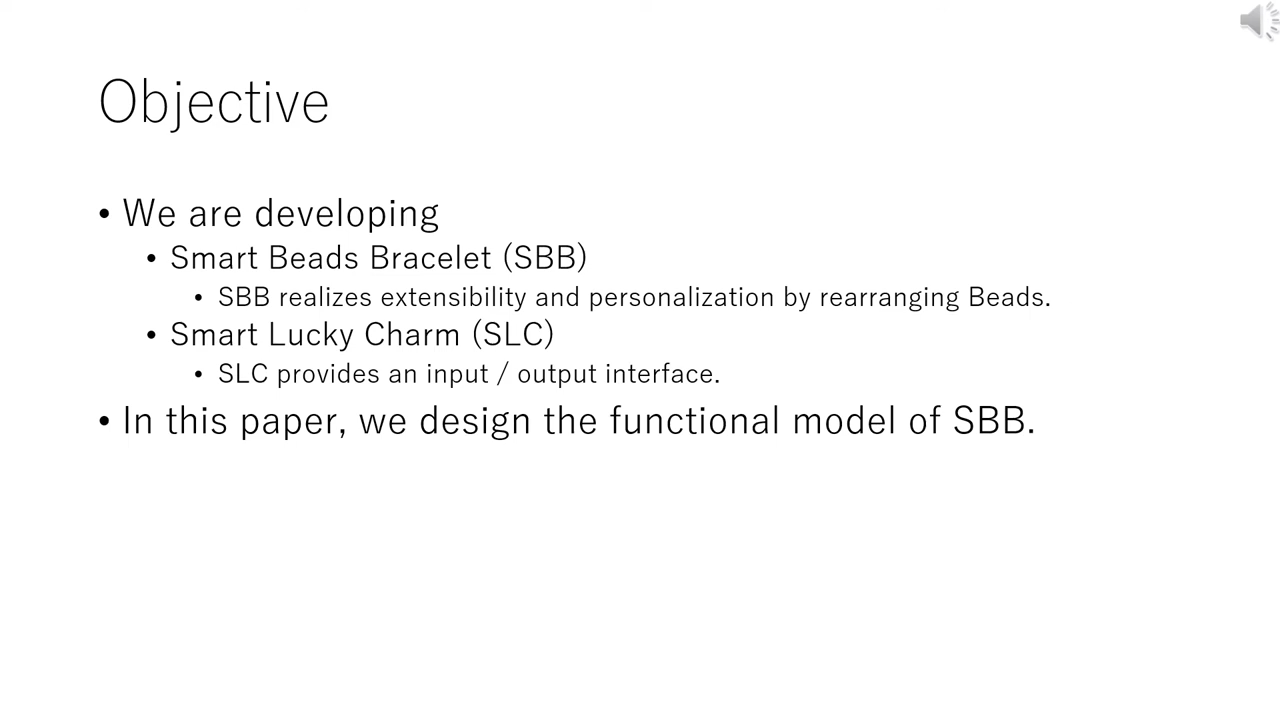 Objective
• We are developing
• Smart Beads Bracelet (SBB)
• SBB realizes extensibility and personalization by rearranging Beads.
• Smart Lucky Charm (SLC)
• SLC provides an input / output interface.
• In this paper, we design the functional model of SBB.